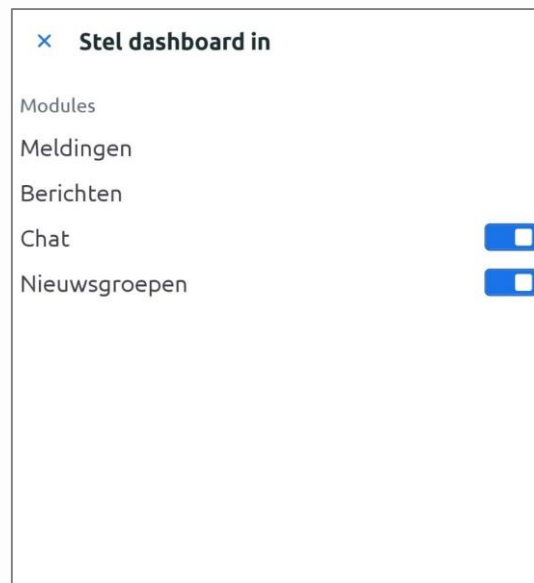 Stel dashboard in
Modules
Meldingen
Berichten
Chat
Nieuwsgroepen